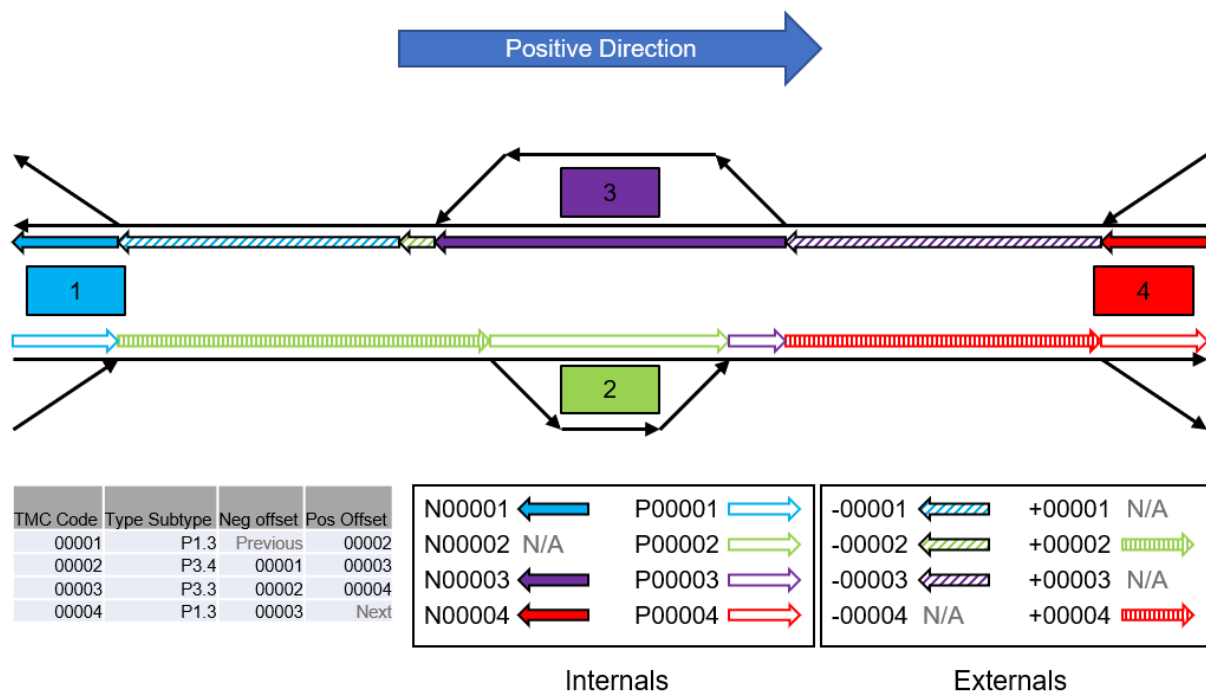 Positive Direction
3
1
4
2
TMC Code Type Subtype Neg offset Pos Offset
00001 P1.3 Previous 00002
00002 P3.4 00001 00003
00003 P3.3 00002 00004
00004 P1.3 00003 Next
N00001 P00001
N00002 N/A P00002
N00003 P00003
N00004 P00004
Internals
-00001 +00001 N/A
-00002 +00002
-00003 +00003 N/A
-00004 N/A +00004
Externals